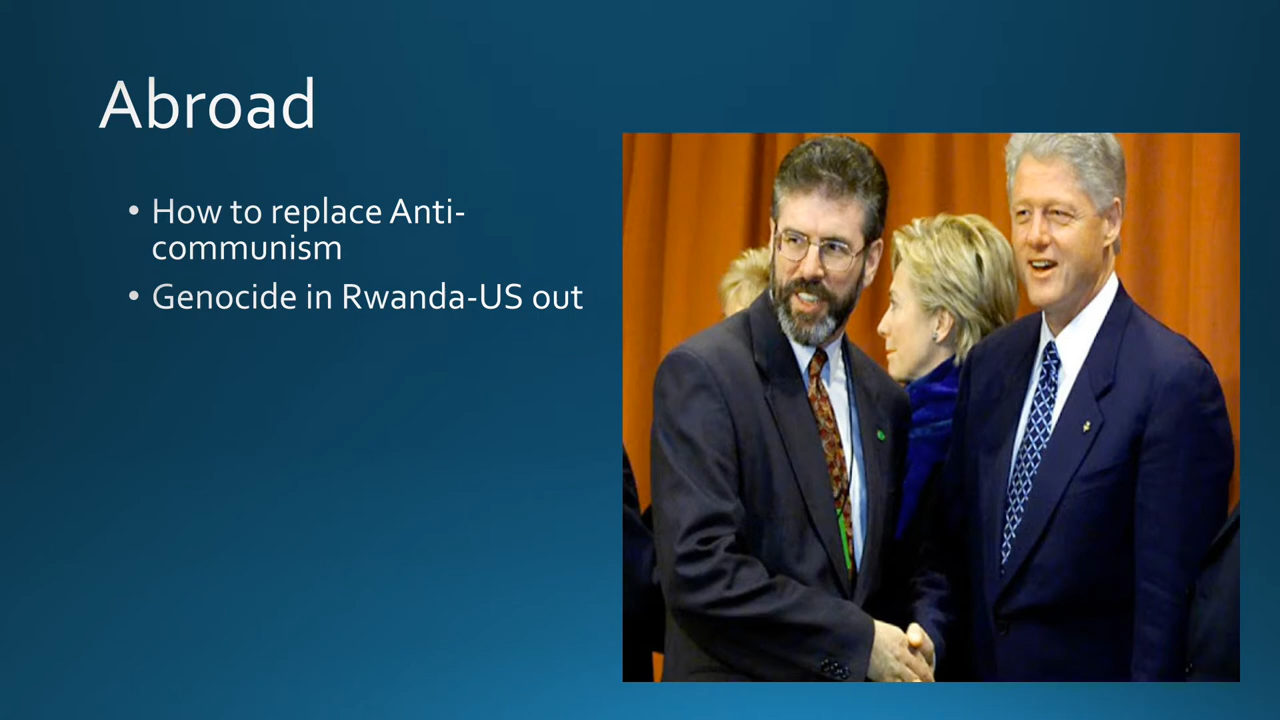 Abroad
• How to replace Anti-
communism
• Genocide in Rwanda-US out